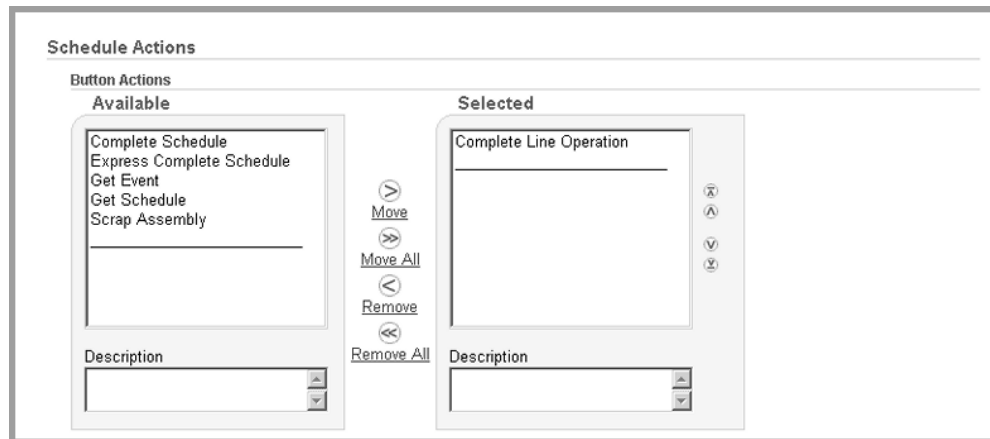 Schedule Actions
Button Actions
Available
Complete Schedule
Express Complete Schedule
Get Event
Get Schedule
Scrap Assembly
Description
Move
Move All
Remove
Remove All
Selected
Complete Line Operation
Description